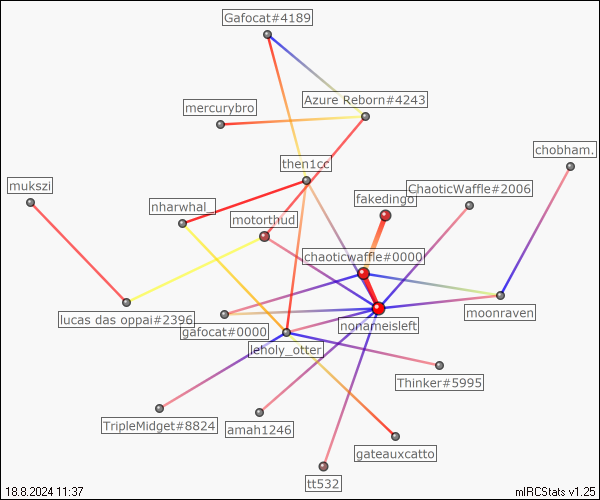 Gafocat#4189
Azure Reborn#4243
mercurybro
chobham.
then1cc
mukszi
ChaoticWaffle#2006
fakedingo
nharwhal_
motorthud
chaoticwaffle#0000
moonraven
lucas das oppai#2396
gafocat#0000
nonameisleft
leholy_otter
Thinker#5995
TripleMidget#8824
amah1246
gateauxcatto
tt532
18.8.2024 11:37
mIRCStats v1.25